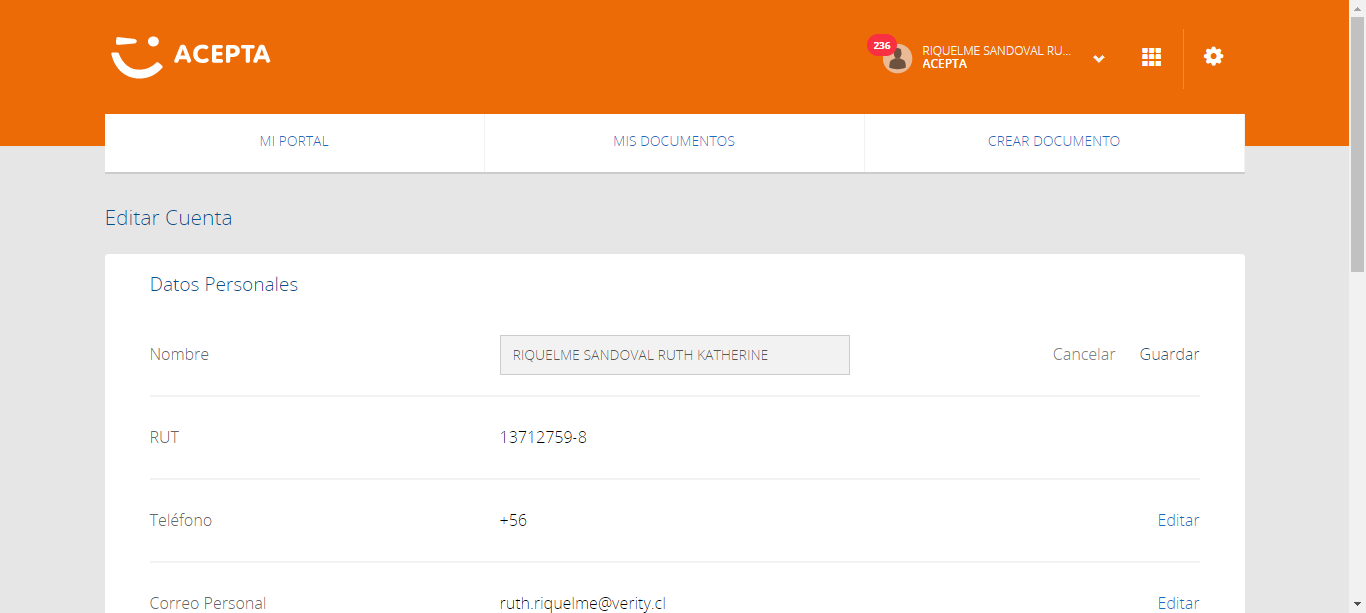 ACEPTA
236
RIQUELME SANDOVAL RU...
ACEPTA
MI PORTAL
MIS DOCUMENTOS
CREAR DOCUMENTO
Editar Cuenta
Datos Personales
Nombre
RIQUELME SANDOVAL RUTH KATHERINE
Cancelar
Guardar
RUT
13712759-8
Teléfono
+56
Editar
Correo Personal
ruth.riquelme@verity.cl
Editar